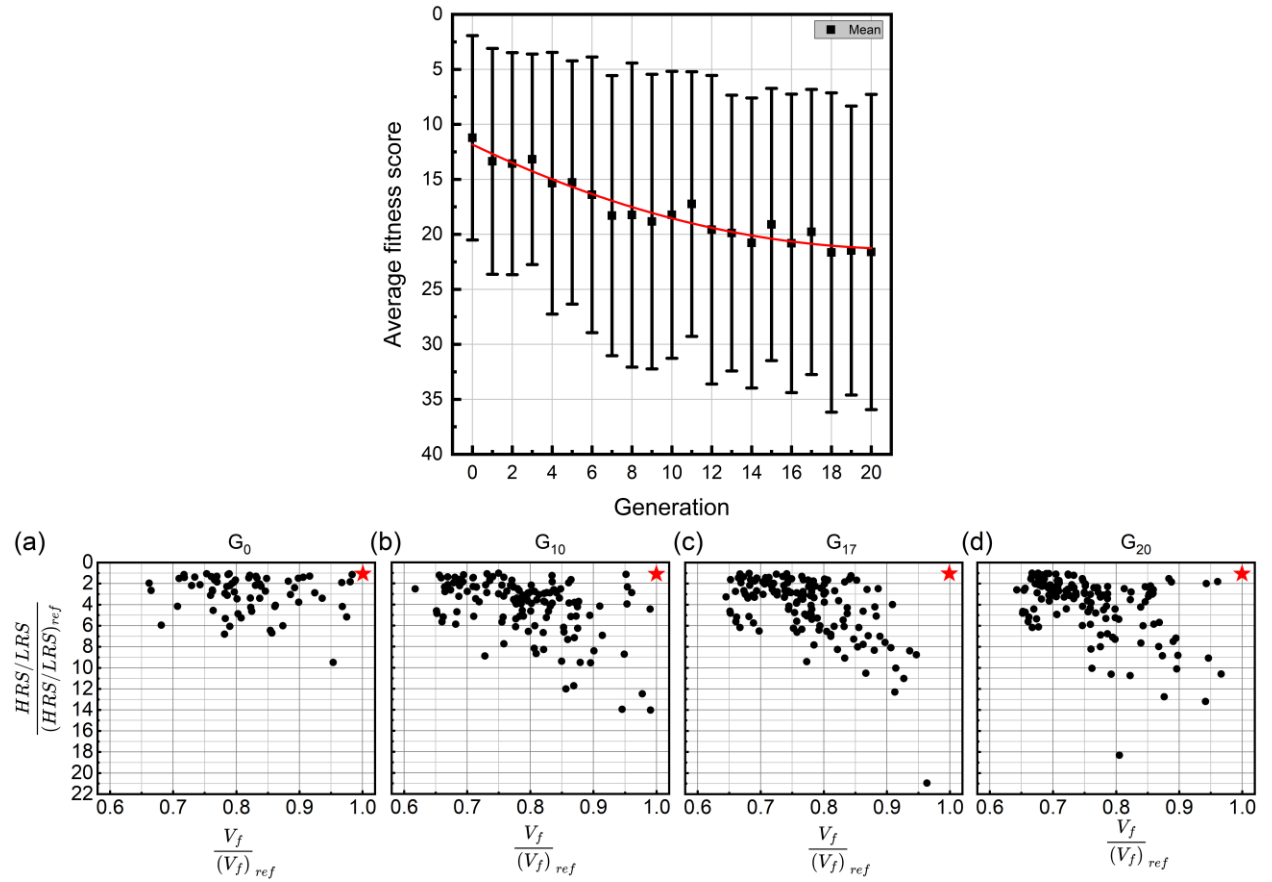 Average fitness score
0
5
10
15
20
25
30
35
40
Mean
0 2 4 6 8 10 12 14 16 18 20
Generation
(a) G0 (b) G10 (c) G17 (d) G20
HRS/LRS
(HRS/LRS)ref
0
2
4
6
8
10
12
14
16
18
20
22
0.6 0.7 0.8 0.9 1.0 0.6 0.7 0.8 0.9 1.0 0.6 0.7 0.8 0.9 1.0 0.6 0.7 0.8 0.9 1.0
Vf Vf Vf Vf
(Vf)ref (Vf)ref (Vf)ref (Vf)ref